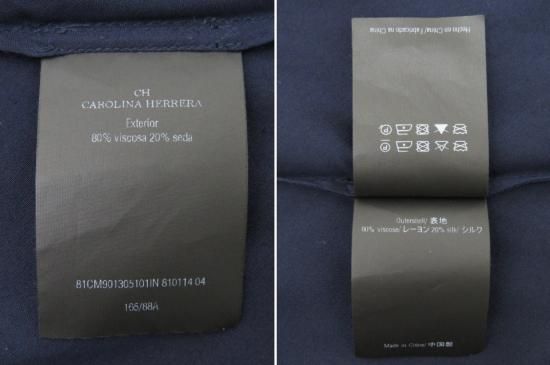 CH
CAROLINA HERRERA
Exterior
80% viscosa 20% seda
81CM901305101IN 810114 04
165/88A
Hecho en China/Fabricado na China
Outershell/表地
80% viscose/レーヨン 20% silk/シルク
Made in China/中国製